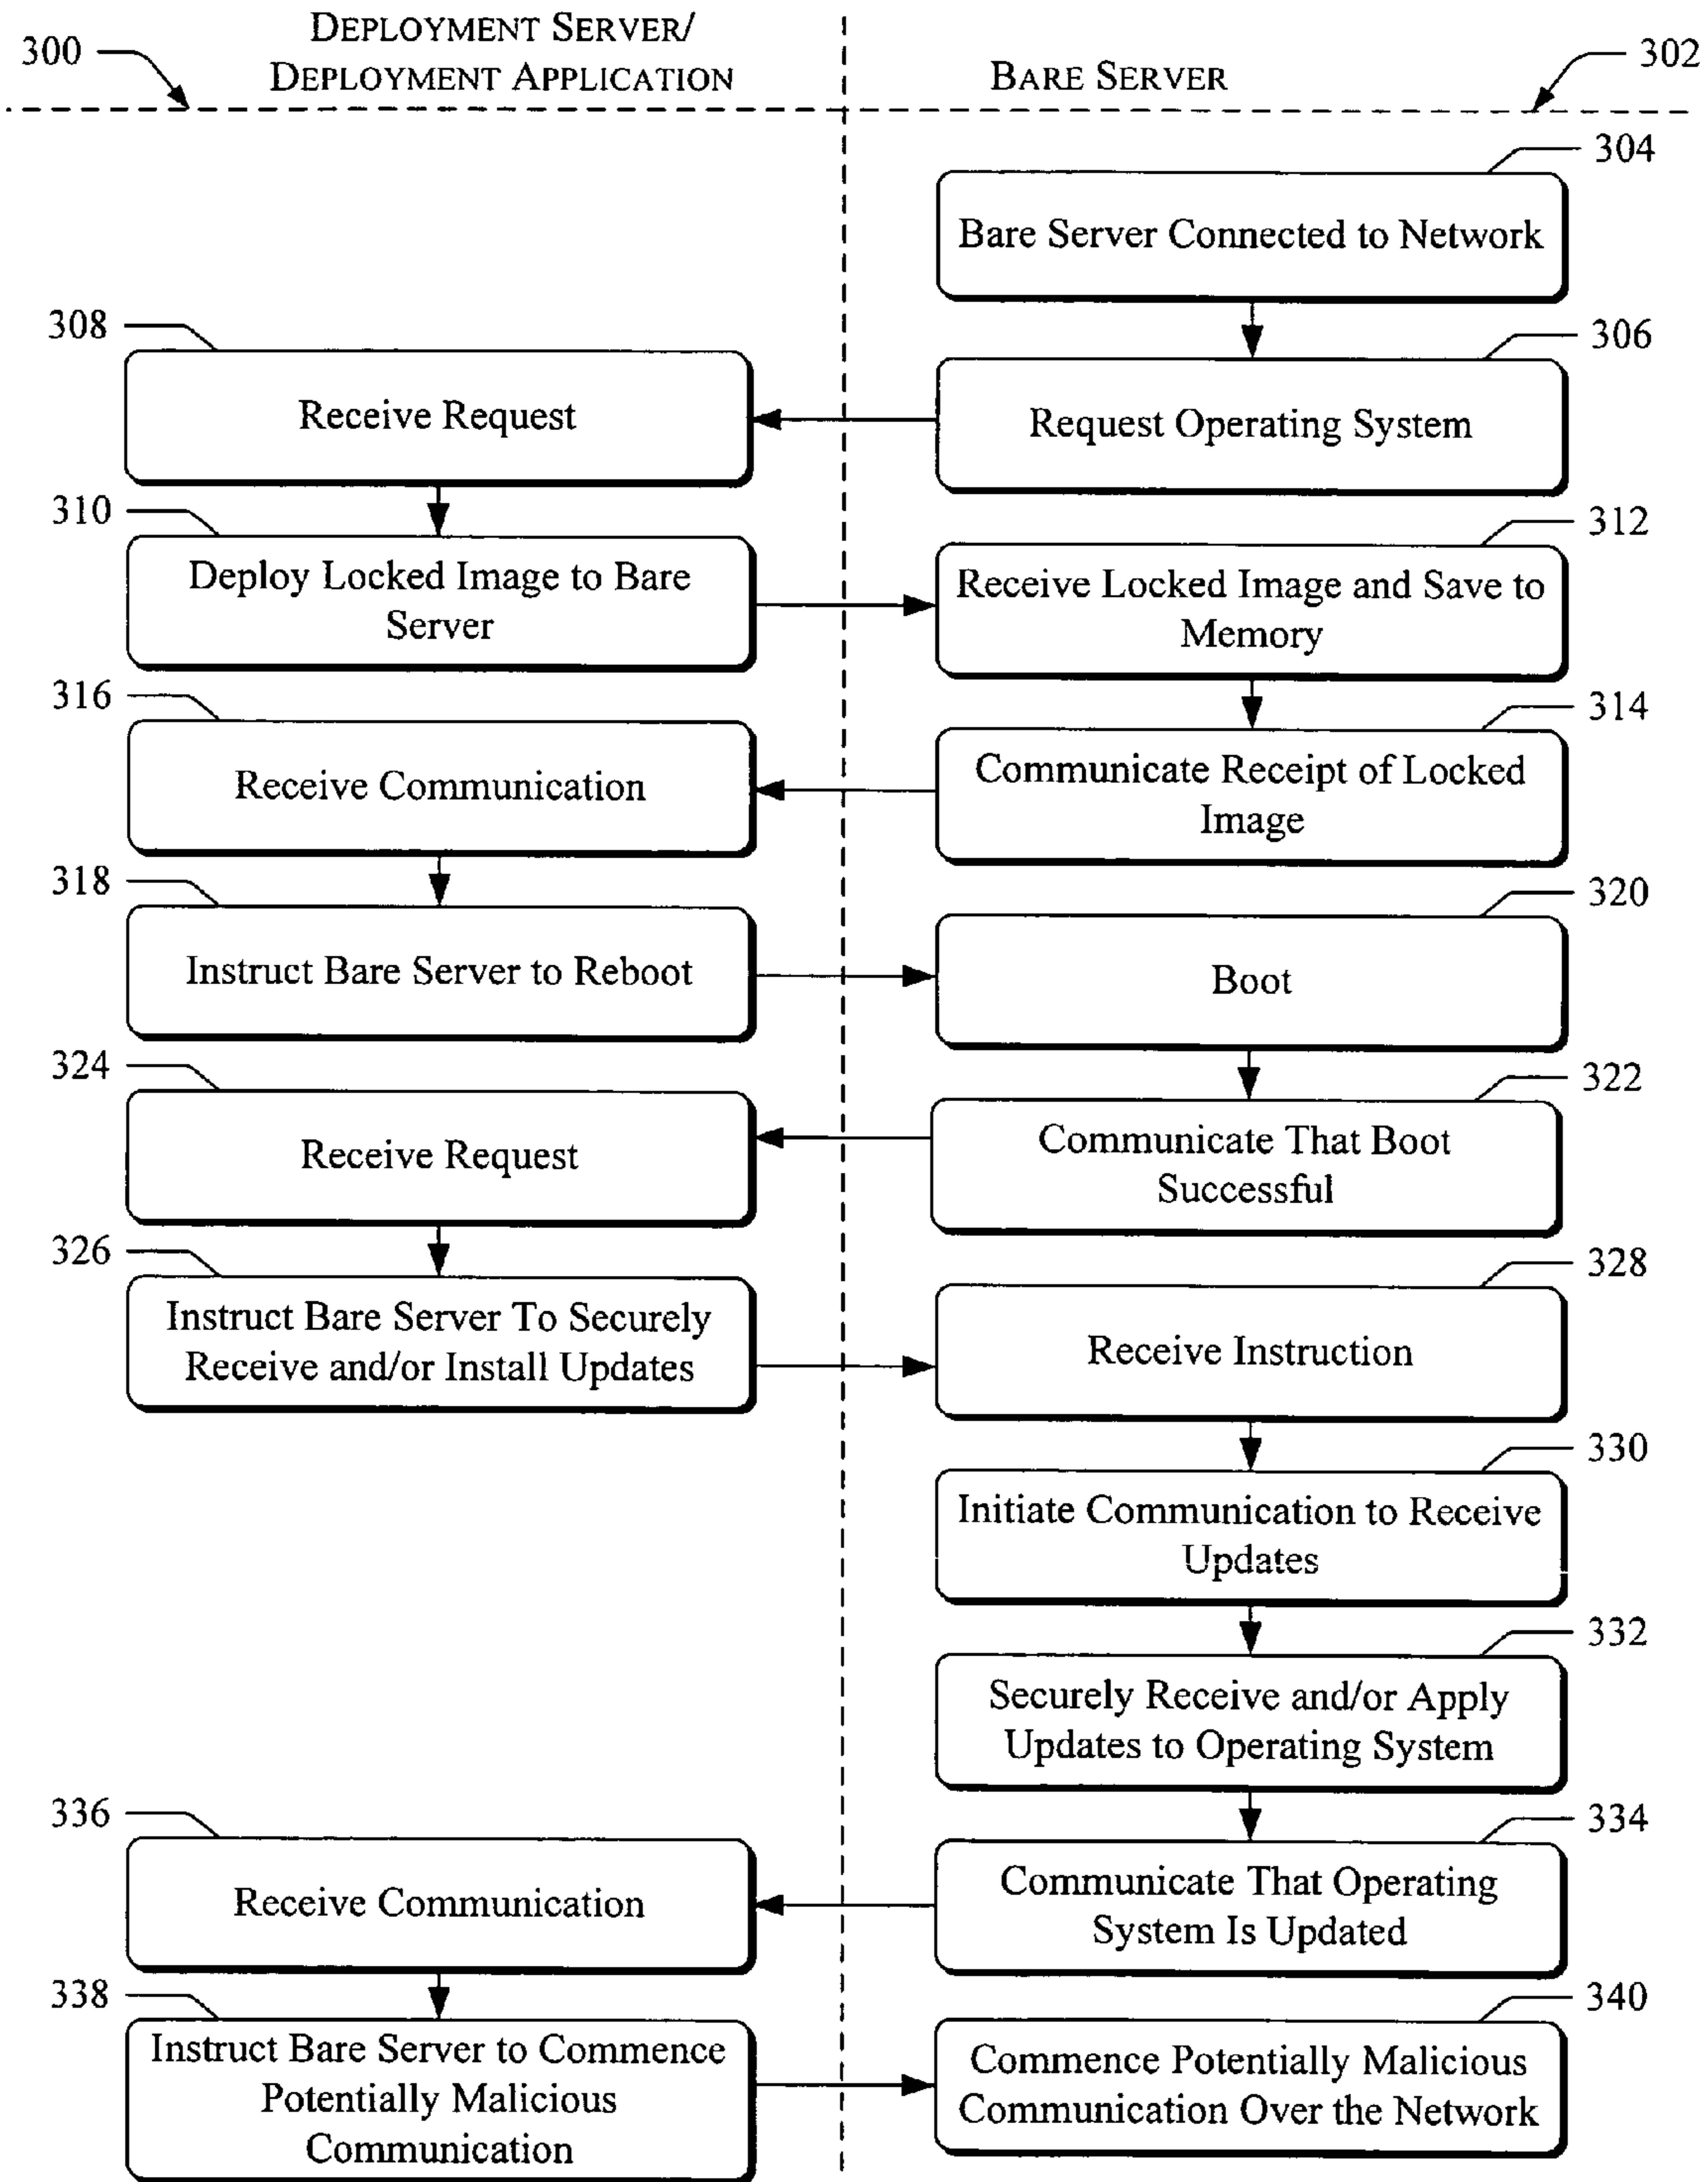 300
DEPLOYMENT SERVER/
DEPLOYMENT APPLICATION
BARE SERVER
302
304
Bare Server Connected to Network
308
306
Receive Request
Request Operating System
310
312
Deploy Locked Image to Bare
Server
Receive Locked Image and Save to
Memory
316
314
Receive Communication
Communicate Receipt of Locked
Image
318
320
Instruct Bare Server to Reboot
Boot
324
322
Receive Request
Communicate That Boot
Successful
326
328
Instruct Bare Server To Securely
Receive and/or Install Updates
Receive Instruction
330
Initiate Communication to Receive
Updates
332
Securely Receive and/or Apply
Updates to Operating System
336
334
Receive Communication
Communicate That Operating
System Is Updated
338
340
Instruct Bare Server to Commence
Potentially Malicious
Communication
Commence Potentially Malicious
Communication Over the Network